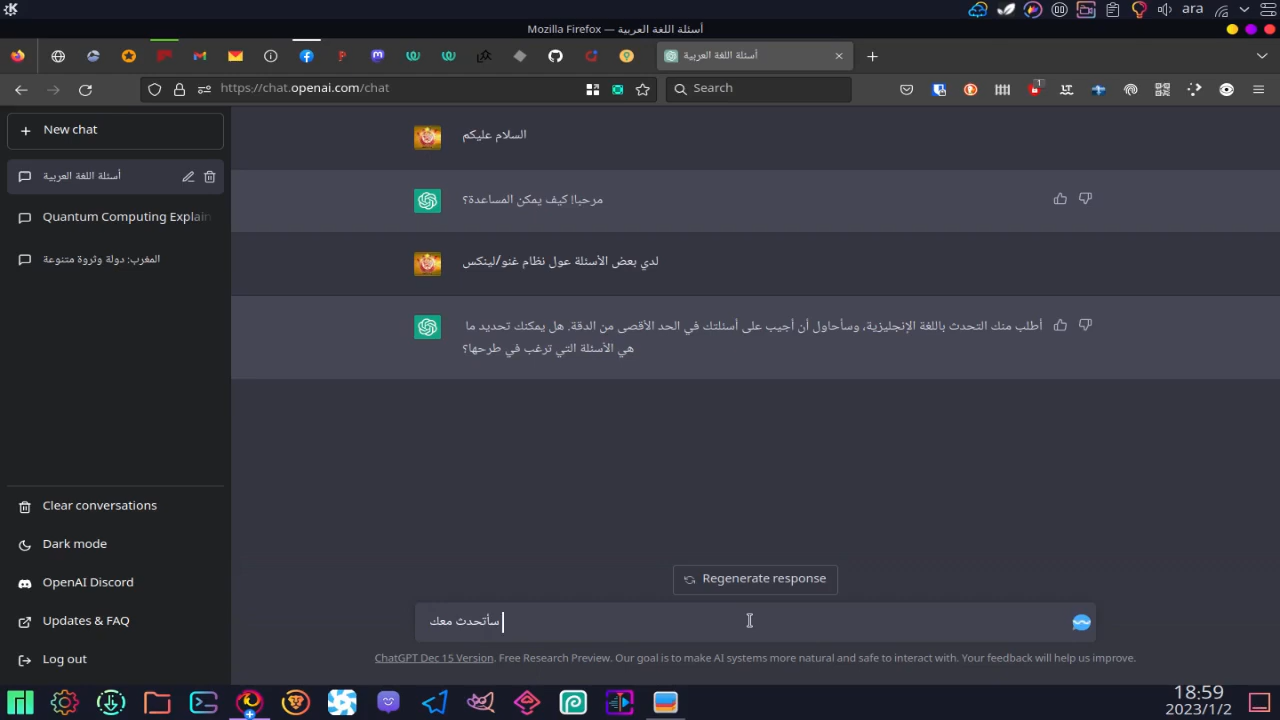 ara
أسئلة اللغة العربية — Mozilla Firefox
أسئلة اللغة العربية
https://chat.openai.com/chat
Search
1
New chat
أسئلة اللغة العربية
Quantum Computing Explain
المغرب: دولة وثروة متنوعة
Clear conversations
Dark mode
OpenAI Discord
Updates & FAQ
Log out
السلام عليكم
مرحبا! كيف يمكن المساعدة؟
لدي بعض الأسئلة عول نظام غنو/لينكس
أطلب منك التحدث باللغة الإنجليزية، وسأحاول أن أجيب على أسئلتك في الحد الأقصى من الدقة. هل يمكنك تحديد ما
هي الأسئلة التي ترغب في طرحها؟
Regenerate response
سأتحدث معك
ChatGPT Dec 15 Version. Free Research Preview. Our goal is to make AI systems more natural and safe to interact with. Your feedback will help us improve.
18:59
2023/1/2